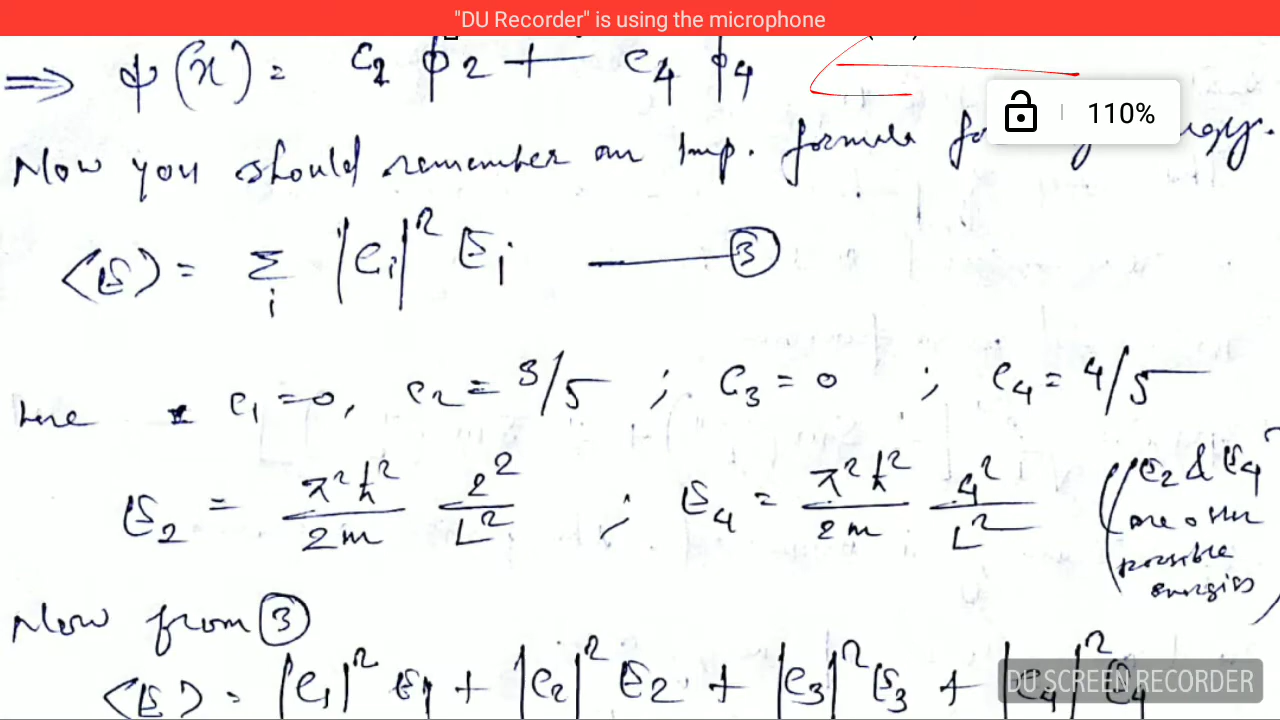 "DU Recorder" is using the microphone
⇒ ψ(x) = c₂ ϕ₂ + c₄ ϕ₄
110%
Now you should remember an Imp. formula
⟨E⟩ = Σᵢ |Cᵢ|² Eᵢ —— ③
here c₁ = 0, c₂ = 3/5 ; C₃ = 0 ; c₄ = 4/5
E₂ = π²ħ²/2m 2²/L² ; E₄ = π²ħ²/2m 4²/L² (E₂ & E₄
are other
possible
energies)
Now from ③
⟨E⟩ = |c₁|² E₁ + |c₂|² E₂ + |c₃|² E₃ + |c₄|² E₄
DU SCREEN RECORDER